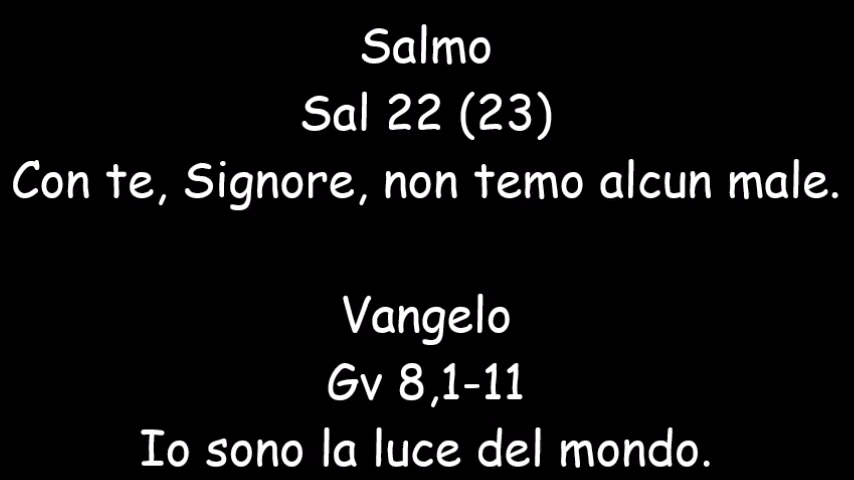 Salmo
Sal 22 (23)
Con te, Signore, non temo alcun male.
Vangelo
Gv 8,1-11
Io sono la luce del mondo.